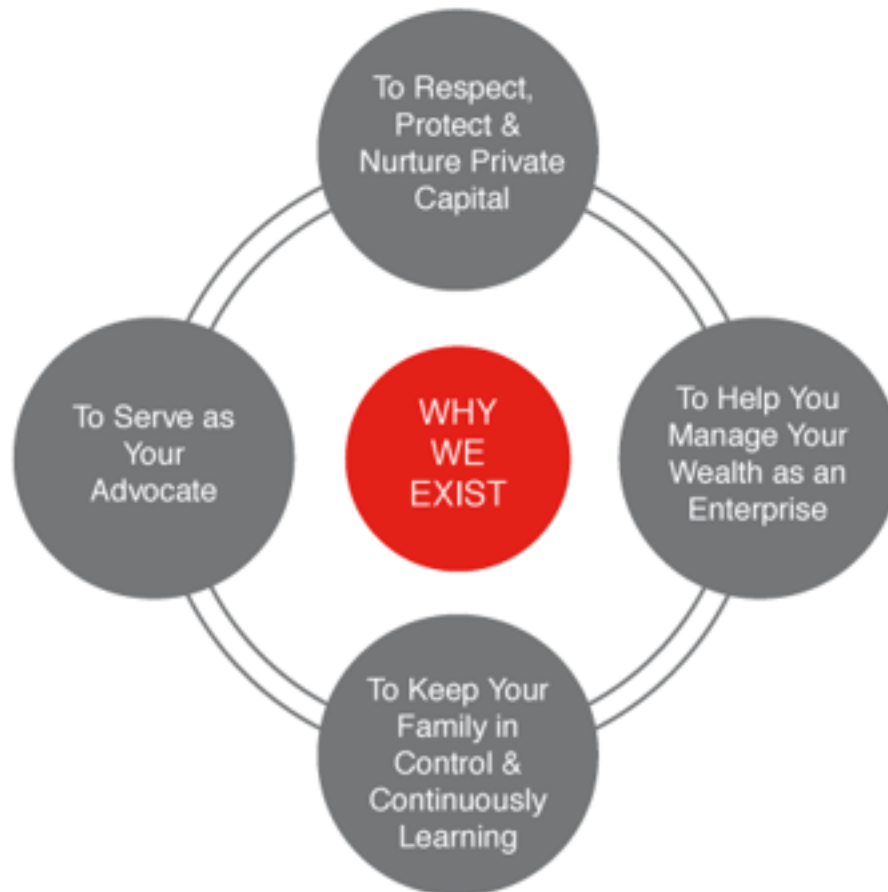 To Respect,
Protect &
Nurture Private
Capital
To Serve as
Your
Advocate
WHY
WE
EXIST
To Help You
Manage Your
Wealth as an
Enterprise
To Keep Your
Family in
Control &
Continuously
Learning